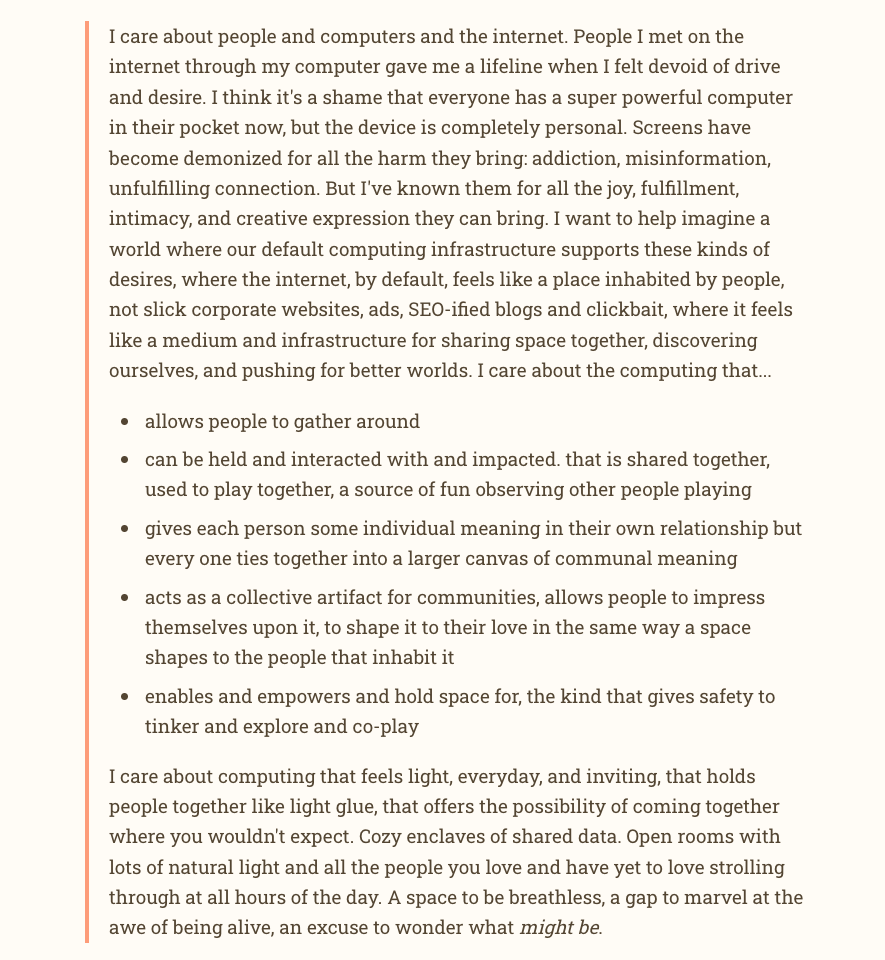 I care about people and computers and the internet. People I met on the
internet through my computer gave me a lifeline when I felt devoid of drive
and desire. I think it's a shame that everyone has a super powerful computer
in their pocket now, but the device is completely personal. Screens have
become demonized for all the harm they bring: addiction, misinformation,
unfulfilling connection. But I've known them for all the joy, fulfillment,
intimacy, and creative expression they can bring. I want to help imagine a
world where our default computing infrastructure supports these kinds of
desires, where the internet, by default, feels like a place inhabited by people,
not slick corporate websites, ads, SEO-ified blogs and clickbait, where it feels
like a medium and infrastructure for sharing space together, discovering
ourselves, and pushing for better worlds. I care about the computing that...
• allows people to gather around
• can be held and interacted with and impacted. that is shared together,
used to play together, a source of fun observing other people playing
• gives each person some individual meaning in their own relationship but
every one ties together into a larger canvas of communal meaning
• acts as a collective artifact for communities, allows people to impress
themselves upon it, to shape it to their love in the same way a space
shapes to the people that inhabit it
• enables and empowers and hold space for, the kind that gives safety to
tinker and explore and co-play
I care about computing that feels light, everyday, and inviting, that holds
people together like light glue, that offers the possibility of coming together
where you wouldn't expect. Cozy enclaves of shared data. Open rooms with
lots of natural light and all the people you love and have yet to love strolling
through at all hours of the day. A space to be breathless, a gap to marvel at the
awe of being alive, an excuse to wonder what might be.